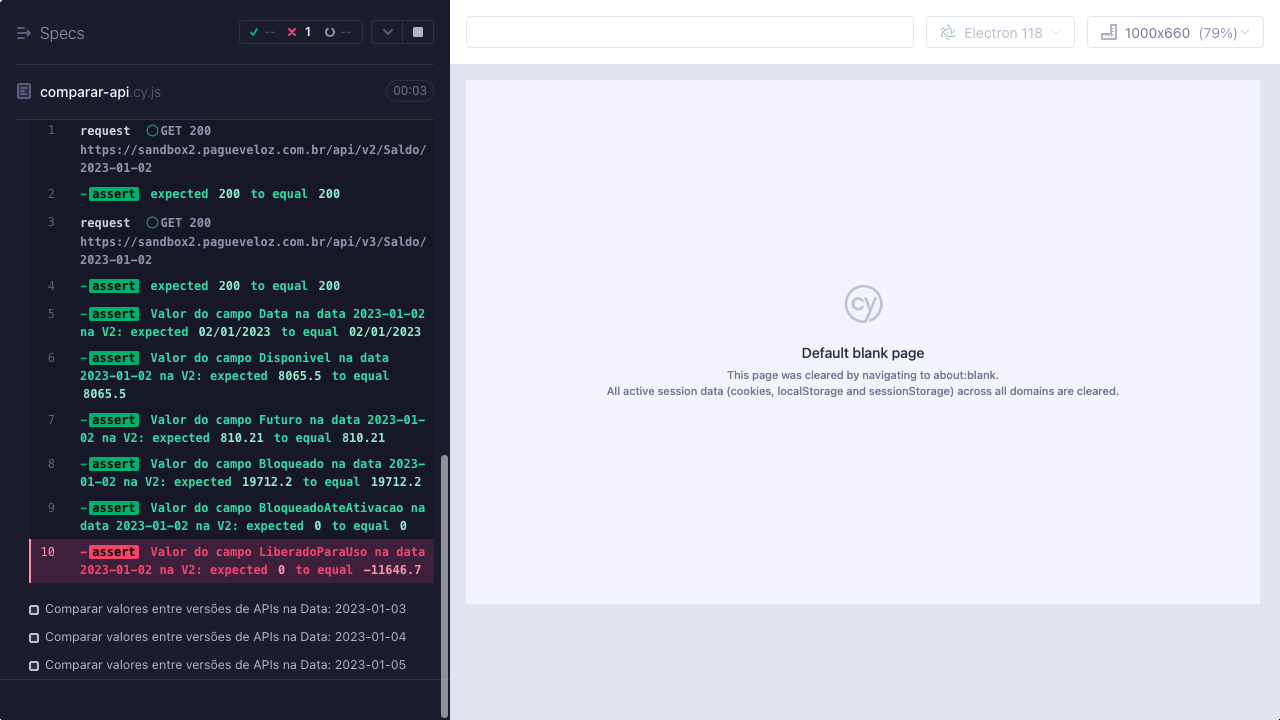 Specs
-- 1 --
comparar-api.cy.js 00:03
1 request GET 200
https://sandbox2.pagueveloz.com.br/api/v2/Saldo/
2023-01-02
2 -assert expected 200 to equal 200
3 request GET 200
https://sandbox2.pagueveloz.com.br/api/v3/Saldo/
2023-01-02
4 -assert expected 200 to equal 200
5 -assert Valor do campo Data na data 2023-01-02
na V2: expected 02/01/2023 to equal 02/01/2023
6 -assert Valor do campo Disponivel na data
2023-01-02 na V2: expected 8065.5 to equal
8065.5
7 -assert Valor do campo Futuro na data 2023-01-
02 na V2: expected 810.21 to equal 810.21
8 -assert Valor do campo Bloqueado na data 2023-
01-02 na V2: expected 19712.2 to equal 19712.2
9 -assert Valor do campo BloqueadoAteAtivacao na
data 2023-01-02 na V2: expected 0 to equal 0
10 -assert Valor do campo LiberadoParaUso na data
2023-01-02 na V2: expected 0 to equal -11646.7
Comparar valores entre versões de APIs na Data: 2023-01-03
Comparar valores entre versões de APIs na Data: 2023-01-04
Comparar valores entre versões de APIs na Data: 2023-01-05
Electron 118
1000x660 (79%)
cy
Default blank page
This page was cleared by navigating to about:blank.
All active session data (cookies, localStorage and sessionStorage) across all domains are cleared.